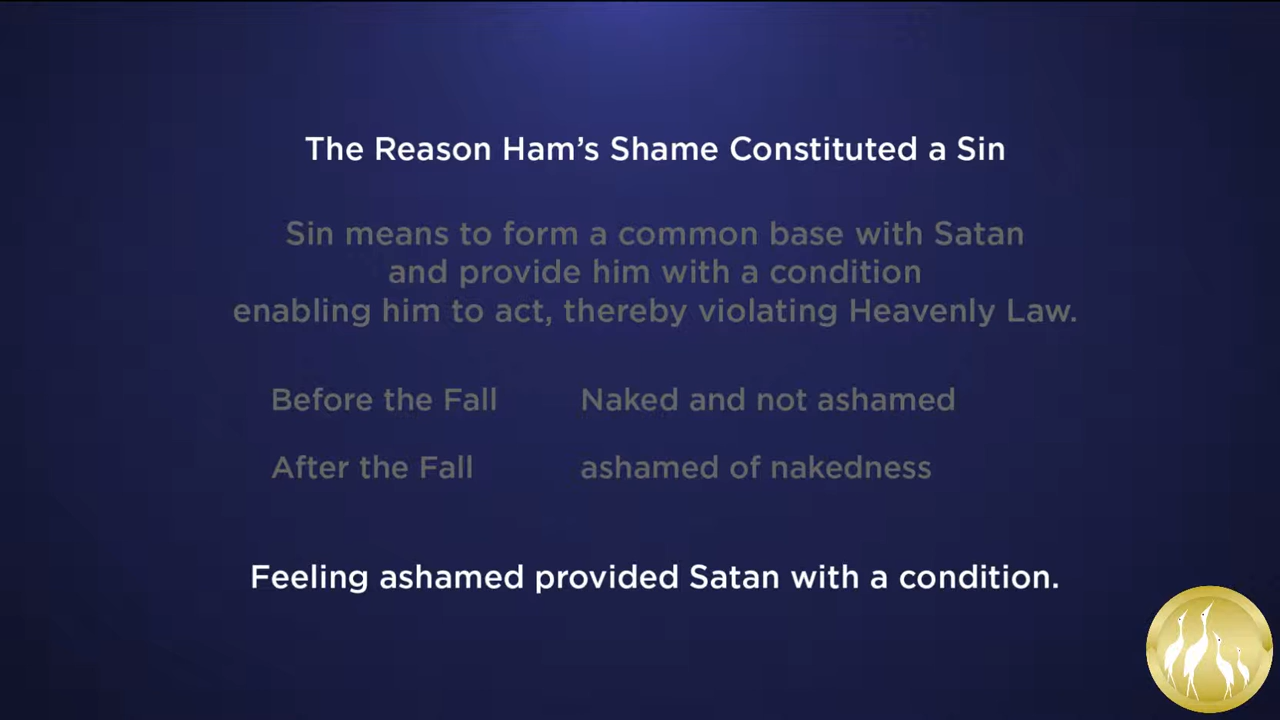 The Reason Ham’s Shame Constituted a Sin
Sin means to form a common base with Satan
and provide him with a condition
enabling him to act, thereby violating Heavenly Law.
Before the Fall Naked and not ashamed
After the Fall ashamed of nakedness
Feeling ashamed provided Satan with a condition.